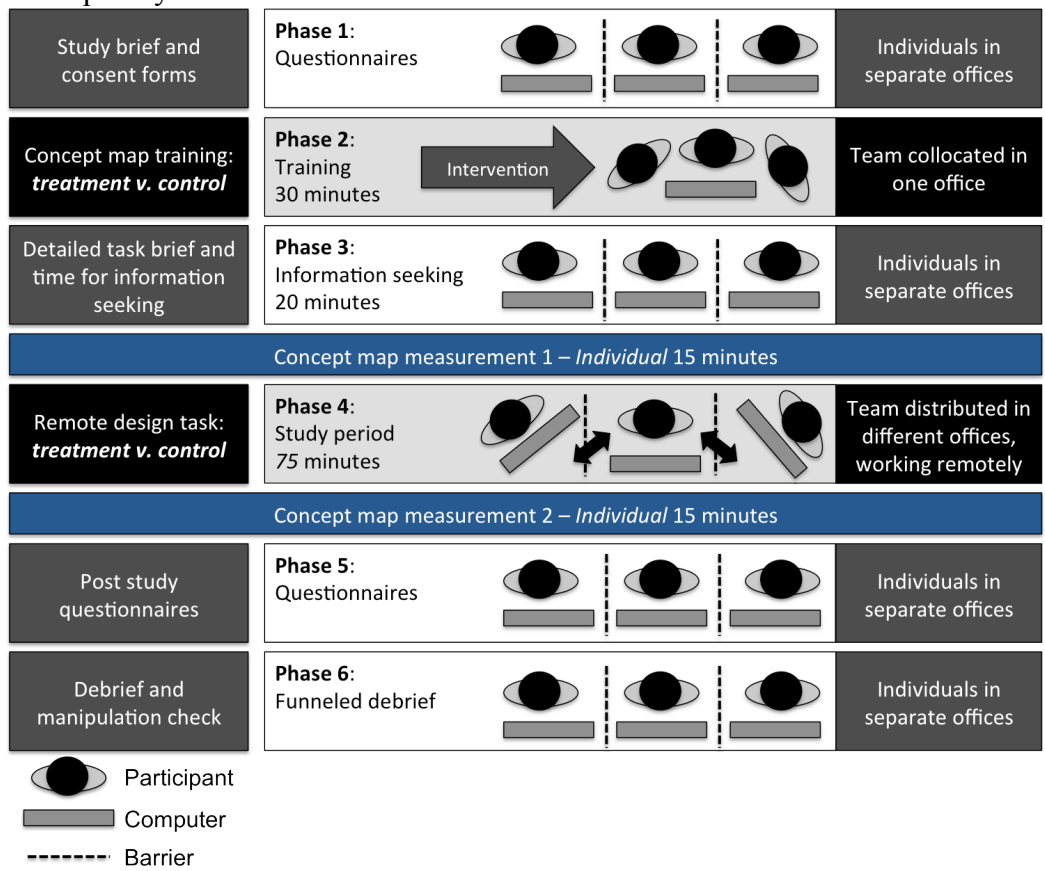 Study brief and
consent forms
Phase 1:
Questionnaires
Individuals in
separate offices
Concept map training:
treatment v. control
Phase 2:
Training
30 minutes
Intervention
Team collocated in
one office
Detailed task brief and
time for information
seeking
Phase 3:
Information seeking
20 minutes
Individuals in
separate offices
Concept map measurement 1 – Individual 15 minutes
Remote design task:
treatment v. control
Phase 4:
Study period
75 minutes
Team distributed in
different offices,
working remotely
Concept map measurement 2 – Individual 15 minutes
Post study
questionnaires
Phase 5:
Questionnaires
Individuals in
separate offices
Debrief and
manipulation check
Phase 6:
Funneled debrief
Individuals in
separate offices
Participant
Computer
Barrier